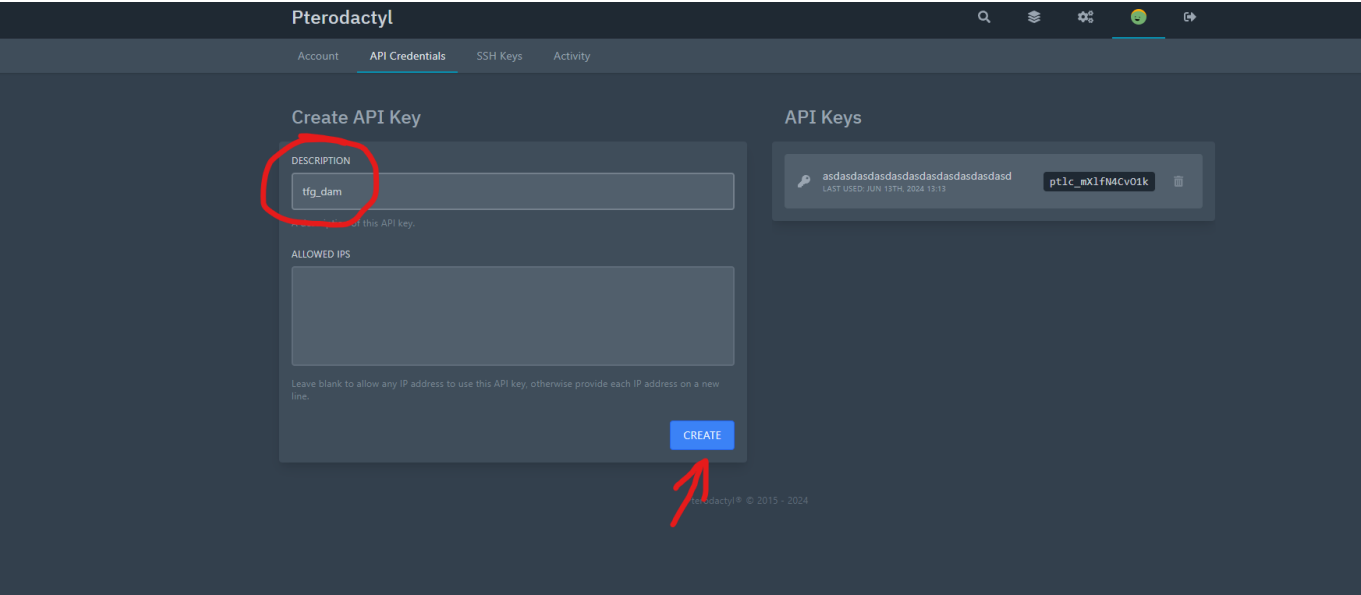 Pterodactyl
Account API Credentials SSH Keys Activity
Create API Key
DESCRIPTION
tfg_dam
A Description of this API key.
ALLOWED IPS
Leave blank to allow any IP address to use this API key, otherwise provide each IP address on a new
line.
CREATE
API Keys
asdasdasdasdasdasdasdasdasdasdasd
LAST USED: JUN 13TH, 2024 13:13
ptlc_mXlfN4CvO1k
Pterodactyl® © 2015 - 2024